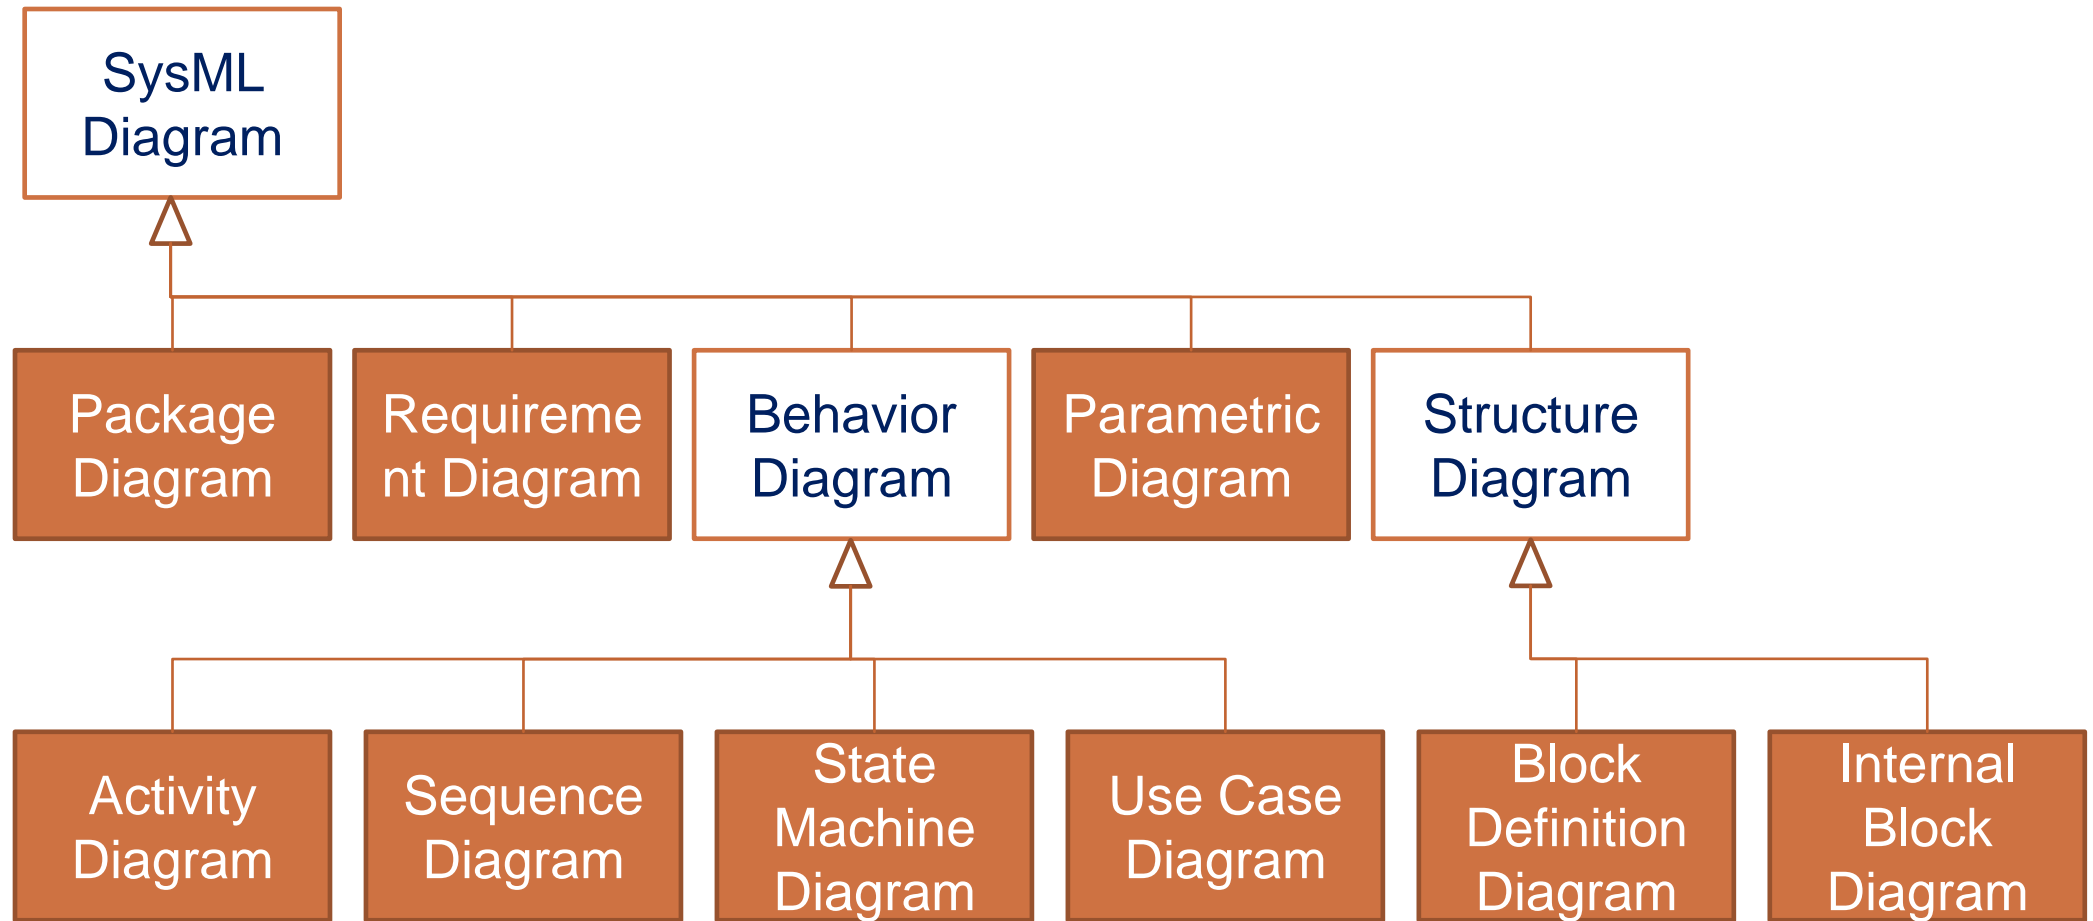 SysML
Diagram
Package
Diagram
Requireme
nt Diagram
Behavior
Diagram
Parametric
Diagram
Structure
Diagram
Activity
Diagram
Sequence
Diagram
State
Machine
Diagram
Use Case
Diagram
Block
Definition
Diagram
Internal
Block
Diagram